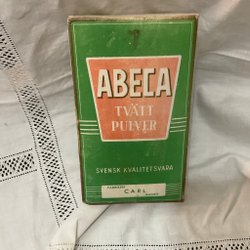 ABECA
TVÄTT
PULVER
SVENSK KVALITETSVARA
CARL